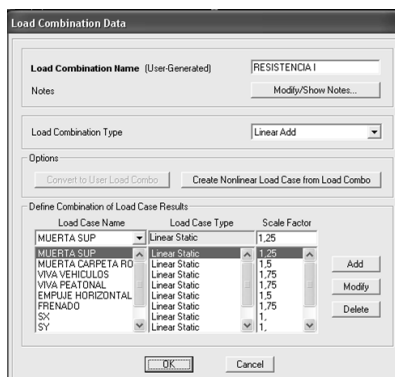 Load Combination Data
Load Combination Name (User-Generated) RESISTENCIA I
Notes Modify/Show Notes...
Load Combination Type Linear Add
Options
Convert to User Load Combo Create Nonlinear Load Case from Load Combo
Define Combination of Load Case Results
Load Case Name Load Case Type Scale Factor
MUERTA SUP Linear Static 1,25
MUERTA SUP Linear Static 1,25
MUERTA CARPETA RO Linear Static 1,5
VIVA VEHICULOS Linear Static 1,75
VIVA PEATONAL Linear Static 1,75
EMPUJE HORIZONTAL Linear Static 1,5
FRENADO Linear Static 1,75
SX Linear Static 1,
SY Linear Static 1,
Add
Modify
Delete
OK Cancel